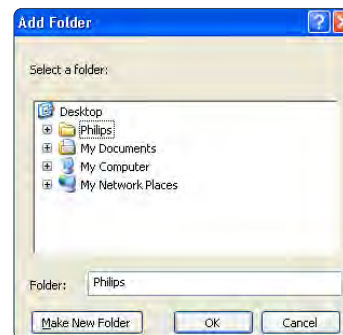 Add Folder
Select a folder:
Desktop
Philips
My Documents
My Computer
My Network Places
Folder: Philips
Make New Folder OK Cancel